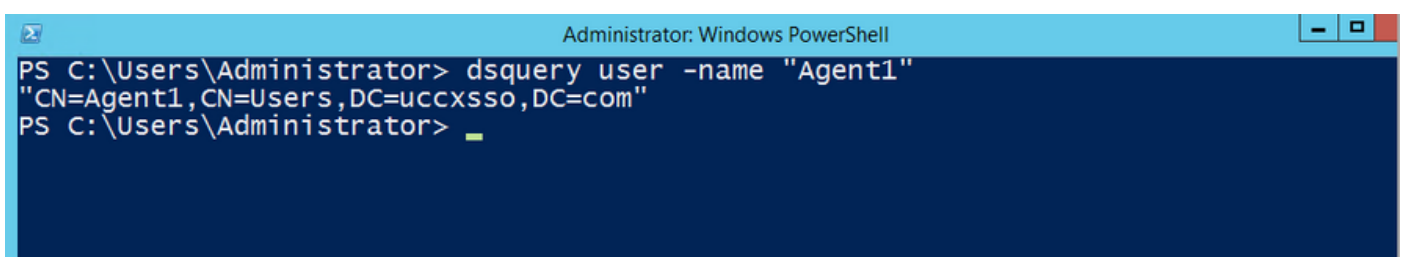 Administrator: Windows PowerShell
PS C:\Users\Administrator> dsquery user -name "Agent1"
"CN=Agent1,CN=Users,DC=uccxsso,DC=com"
PS C:\Users\Administrator>